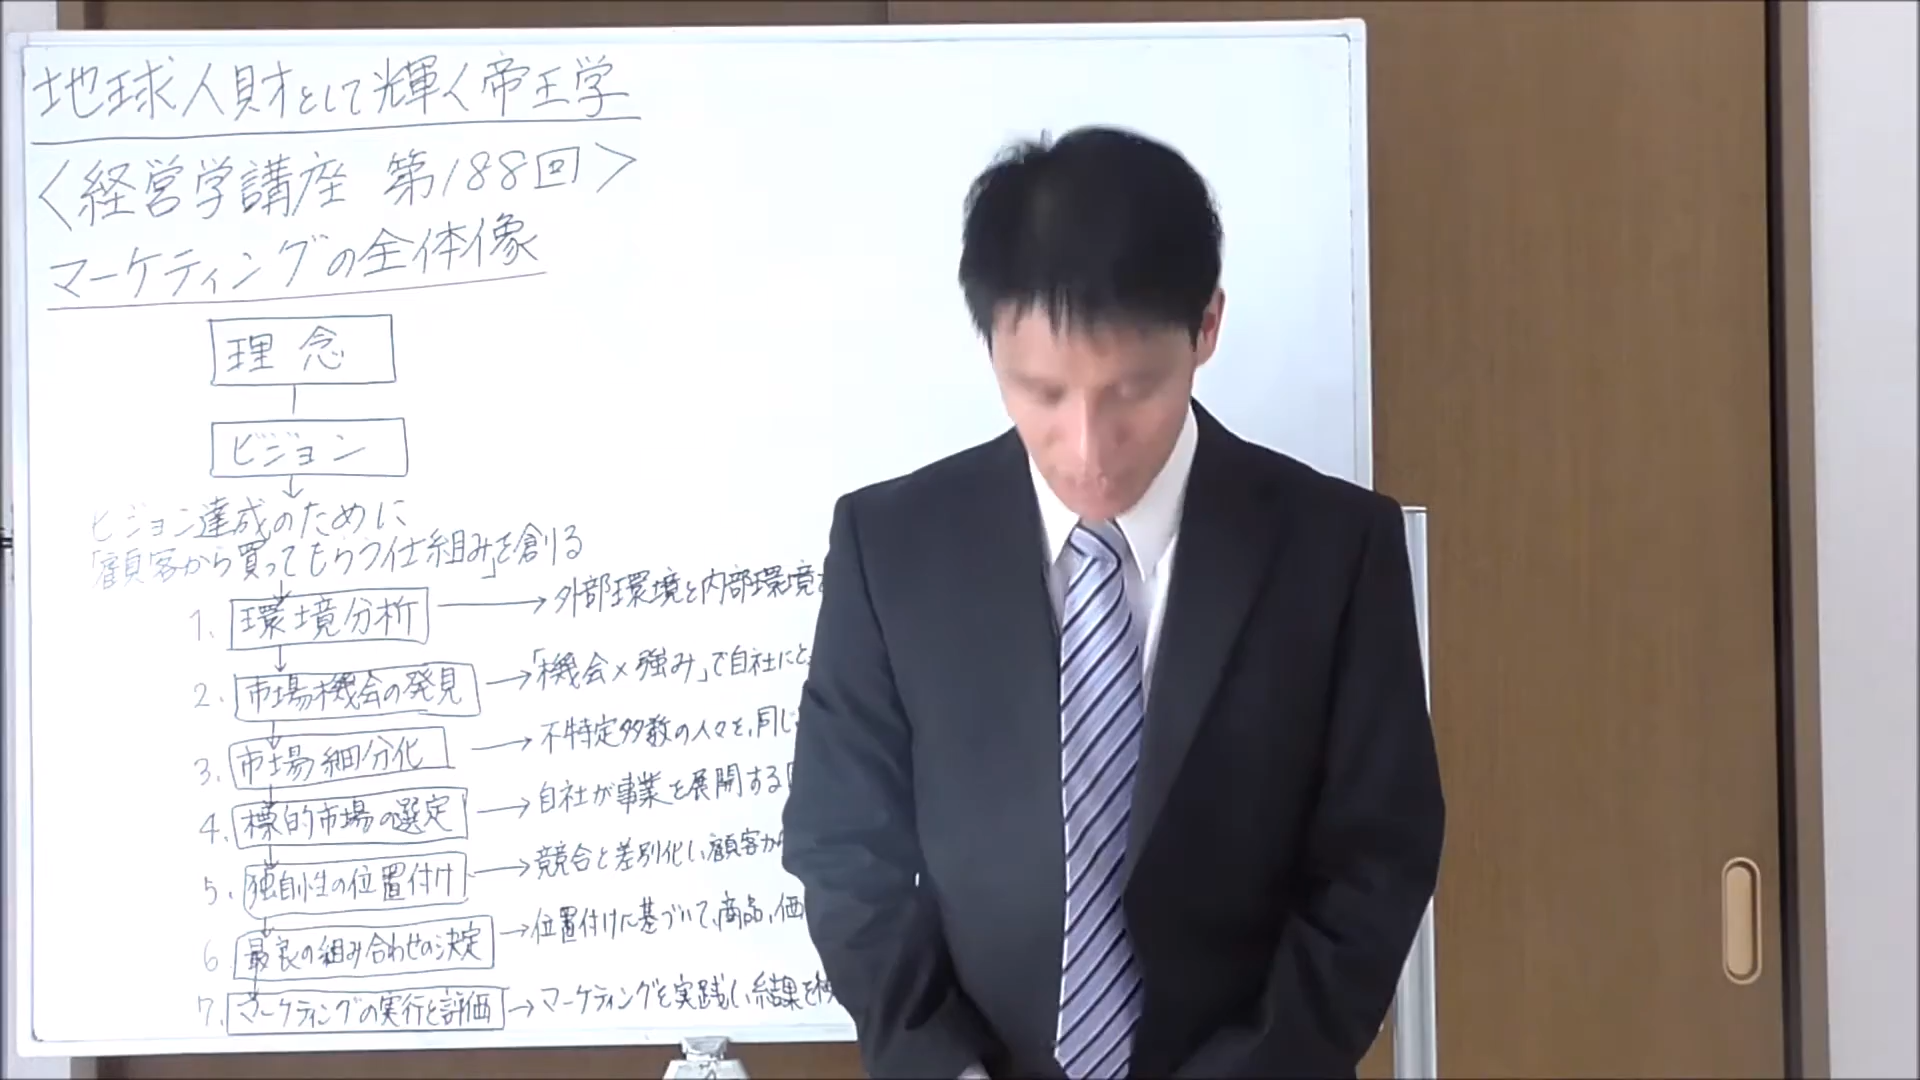 地球人財として輝く帝王学
<経営学講座 第188回>
マーケティングの全体像
理念
ビジョン
ビジョン達成のために
「顧客から買ってもらう仕組み」を創る
1. 環境分析 → 外部環境と内部環境
2. 市場機会の発見 → 「機会×強み」で自社にと
3. 市場細分化 → 不特定多数の人々を、同じ
4. 標的市場の選定 → 自社が事業を展開する
5. 独自性の位置付け → 競合と差別化し、顧客か
6 最良の組み合わせの決定 → 位置付けに基づいて、商品、価
7. マーケティングの実行と評価 → マーケティングを実践し、結果を検